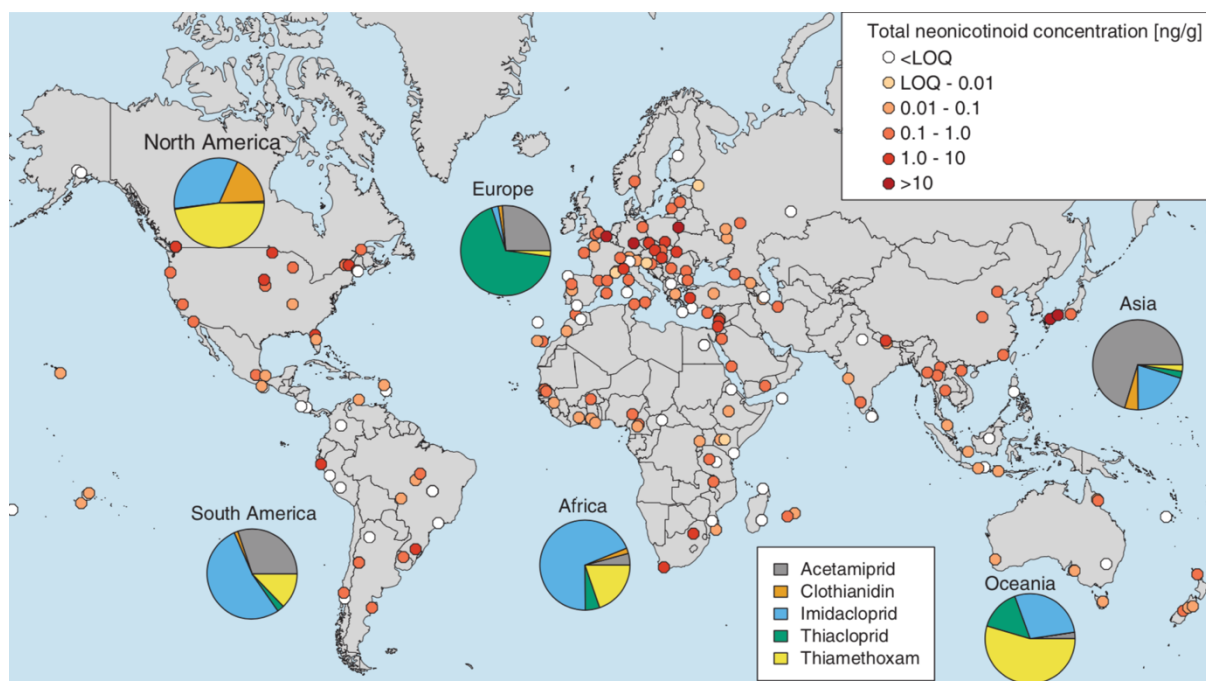 Total neonicotinoid concentration [ng/g]
<LOQ
LOQ - 0.01
0.01 - 0.1
0.1 - 1.0
1.0 - 10
>10
North America
Europe
Asia
South America
Africa
Oceania
Acetamiprid
Clothianidin
Imidacloprid
Thiacloprid
Thiamethoxam